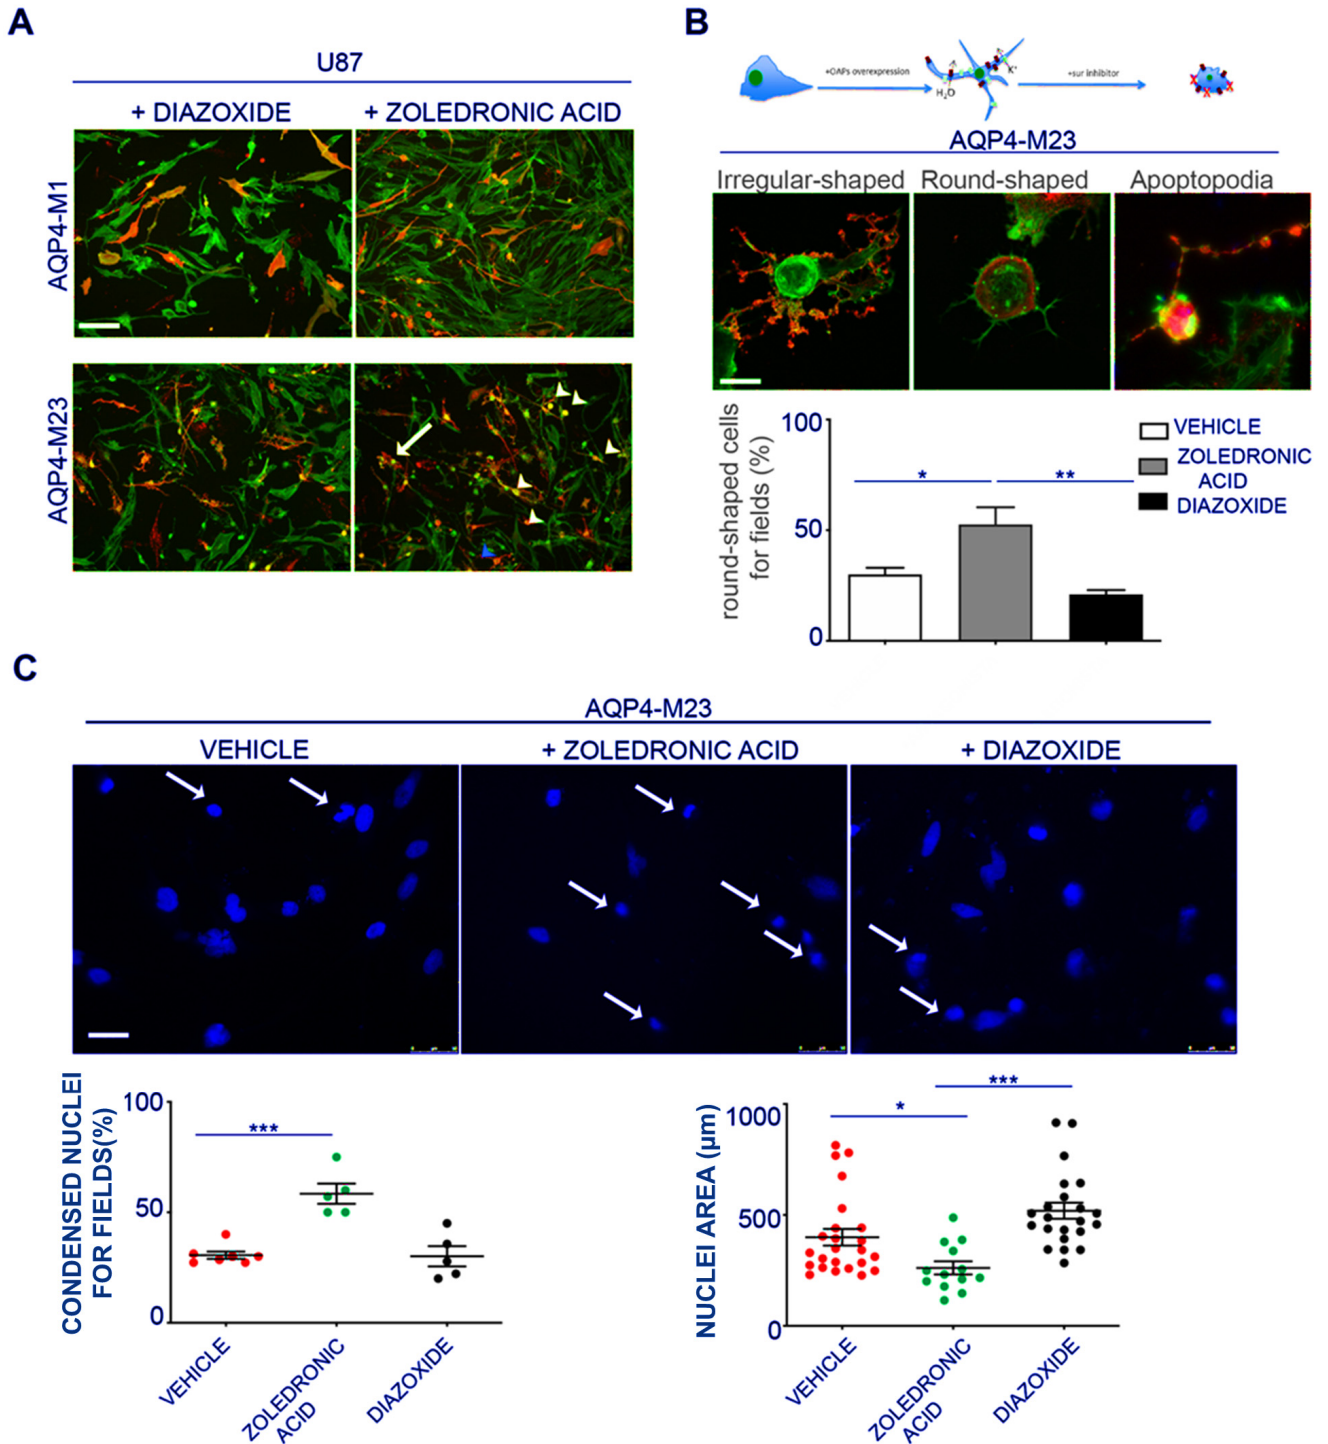 A
U87
+ DIAZOXIDE
+ ZOLEDRONIC ACID
AQP4-M1
AQP4-M23
B
+OAPs overexpression
H₂O
K⁺
+sur inhibitor
AQP4-M23
Irregular-shaped
Round-shaped
Apoptopodia
round-shaped cells
for fields (%)
100
50
0
*
**
VEHICLE
ZOLEDRONIC
ACID
DIAZOXIDE
C
AQP4-M23
VEHICLE
+ ZOLEDRONIC ACID
+ DIAZOXIDE
CONDENSED NUCLEI
FOR FIELDS(%)
100
50
0
***
VEHICLE
ZOLEDRONIC
ACID
DIAZOXIDE
NUCLEI AREA (µm)
1000
500
0
*
***
VEHICLE
ZOLEDRONIC
ACID
DIAZOXIDE